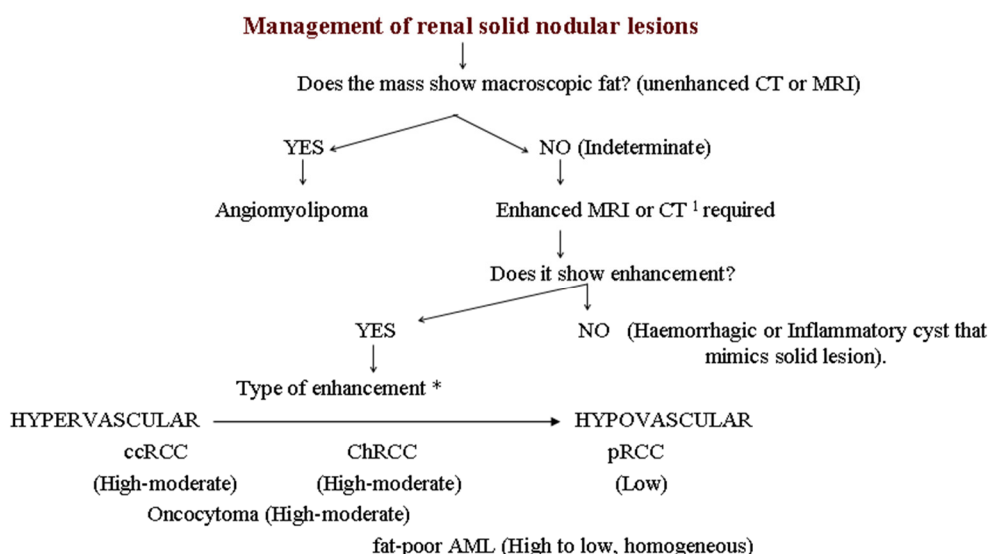 Management of renal solid nodular lesions
Does the mass show macroscopic fat? (unenhanced CT or MRI)
YES
NO (Indeterminate)
Angiomyolipoma
Enhanced MRI or CT ¹ required
Does it show enhancement?
YES
NO (Haemorrhagic or Inflammatory cyst that
mimics solid lesion).
Type of enhancement *
HYPERVASCULAR
HYPOVASCULAR
ccRCC
ChRCC
pRCC
(High-moderate)
(High-moderate)
(Low)
Oncocytoma (High-moderate)
fat-poor AML (High to low, homogeneous)